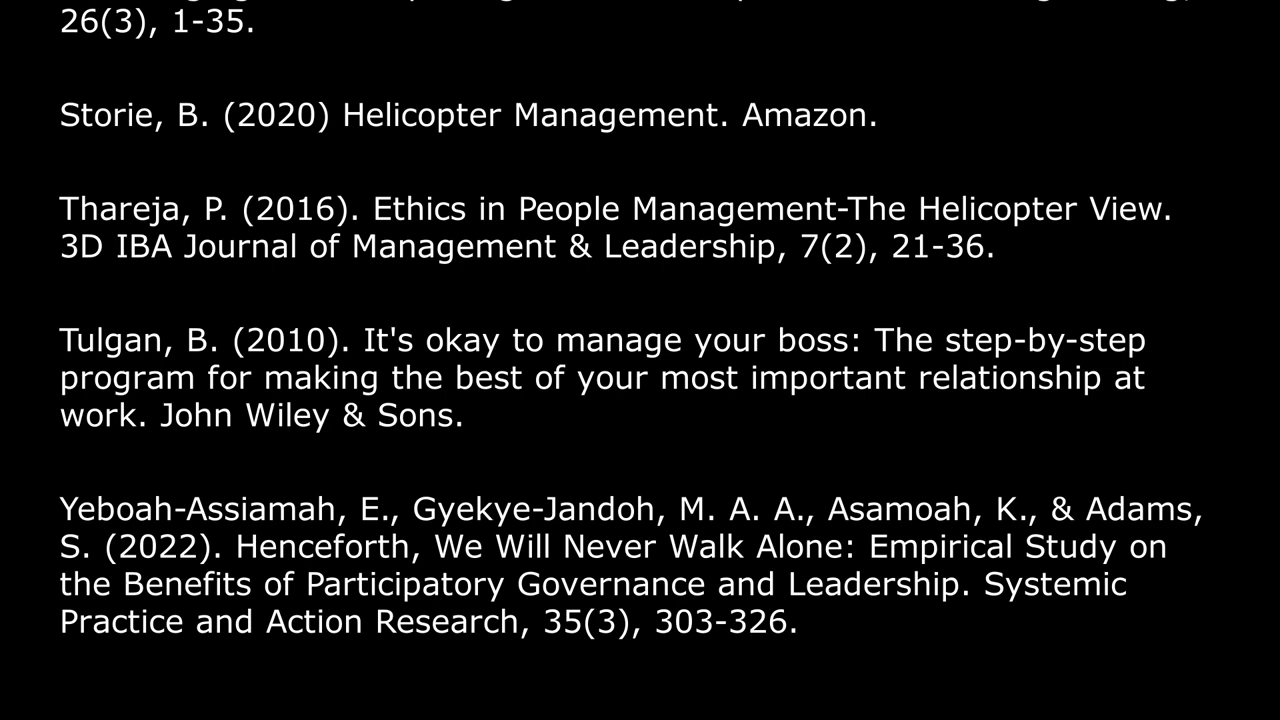 26(3), 1-35.
Storie, B. (2020) Helicopter Management. Amazon.
Thareja, P. (2016). Ethics in People Management-The Helicopter View.
3D IBA Journal of Management & Leadership, 7(2), 21-36.
Tulgan, B. (2010). It's okay to manage your boss: The step-by-step
program for making the best of your most important relationship at
work. John Wiley & Sons.
Yeboah-Assiamah, E., Gyekye-Jandoh, M. A. A., Asamoah, K., & Adams,
S. (2022). Henceforth, We Will Never Walk Alone: Empirical Study on
the Benefits of Participatory Governance and Leadership. Systemic
Practice and Action Research, 35(3), 303-326.